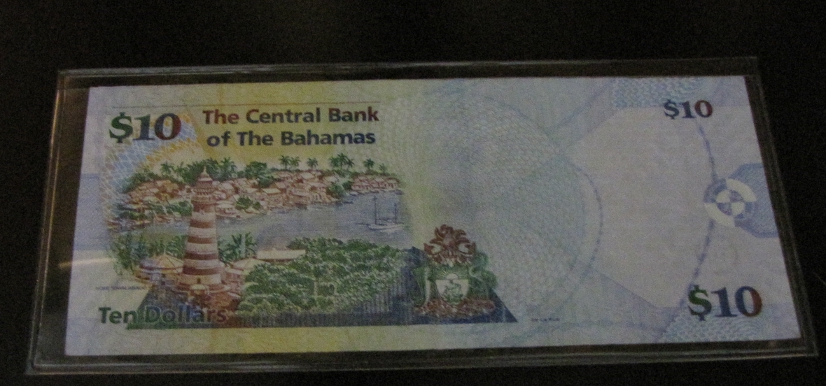 $10
The Central Bank
of The Bahamas
$10
Ten Dollars
$10